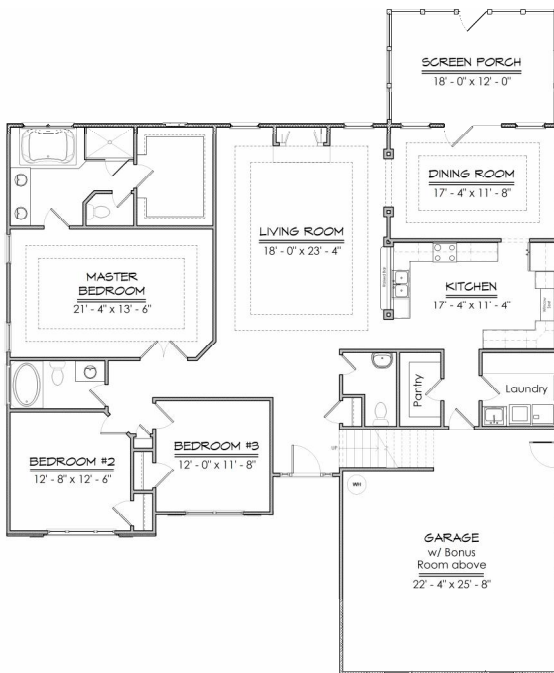 SCREEN PORCH
18' - 0" x 12' - 0"
DINING ROOM
17' - 4" x 11' - 8"
LIVING ROOM
18' - 0" x 23' - 4"
MASTER
BEDROOM
21' - 4" x 13' - 6"
KITCHEN
17' - 4" x 11' - 4"
Pantry
Laundry
BEDROOM #2
12' - 8" x 12' - 6"
BEDROOM #3
12' - 0" x 11' - 8"
UP
WH
GARAGE
w/ Bonus
Room above
22' - 4" x 25' - 8"